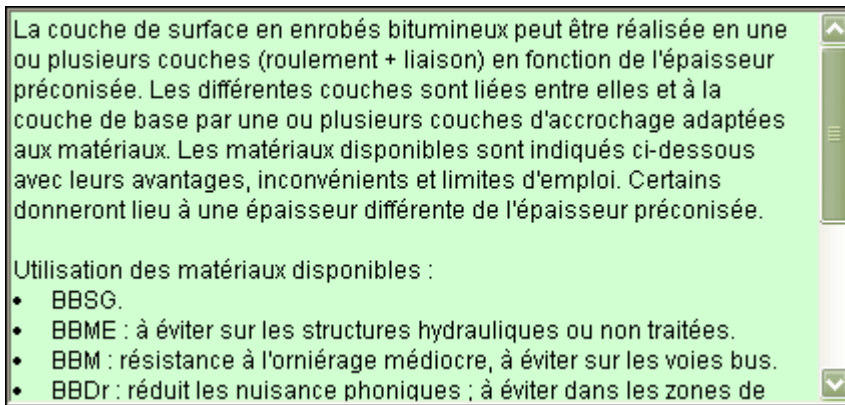 La couche de surface en enrobés bitumineux peut être réalisée en une
ou plusieurs couches (roulement + liaison) en fonction de l'épaisseur
préconisée. Les différentes couches sont liées entre elles et à la
couche de base par une ou plusieurs couches d'accrochage adaptées
aux matériaux. Les matériaux disponibles sont indiqués ci-dessous
avec leurs avantages, inconvénients et limites d'emploi. Certains
donneront lieu à une épaisseur différente de l'épaisseur préconisée.
Utilisation des matériaux disponibles :
• BBSG.
• BBME : à éviter sur les structures hydrauliques ou non traitées.
• BBM : résistance à l'orniérage médiocre, à éviter sur les voies bus.
• BBDr : réduit les nuisance phoniques ; à éviter dans les zones de